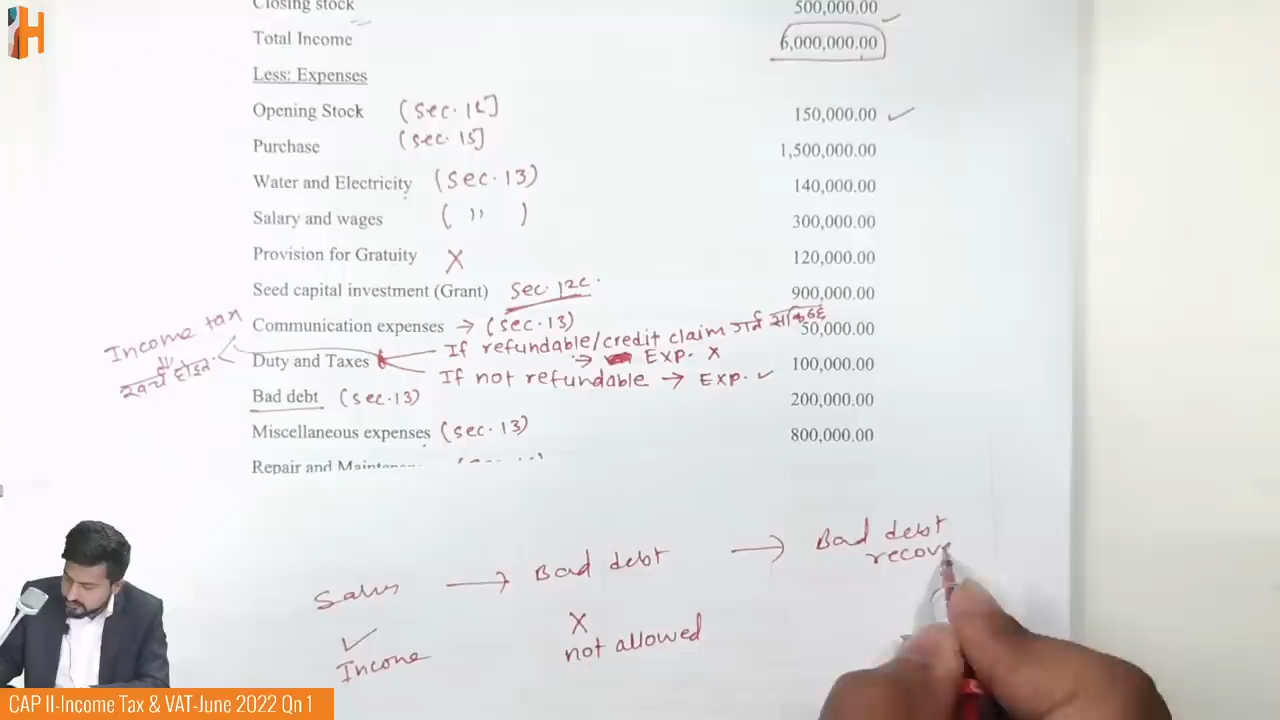 H
Closing stock 500,000.00
Total Income 6,000,000.00
Less: Expenses
Opening Stock (Sec. 15] 150,000.00
Purchase (sec. 15] 1,500,000.00
Water and Electricity (Sec. 13) 140,000.00
Salary and wages ( " ) 300,000.00
Provision for Gratuity X 120,000.00
Seed capital investment (Grant) Sec. 12C 900,000.00
Communication expenses → (sec. 13) 50,000.00
Income tax
If refundable/credit claim गर्न
→ Exp. X
Duty and Taxes 100,000.00
खर्च होइन
If not refundable → Exp. ✓
Bad debt (sec. 13) 200,000.00
Miscellaneous expenses (sec. 13) 800,000.00
Repair and
Sales → Bad debt → Bad debt
recov
✓ X
Income not allowed
CAP II-Income Tax & VAT-June 2022 Qn 1